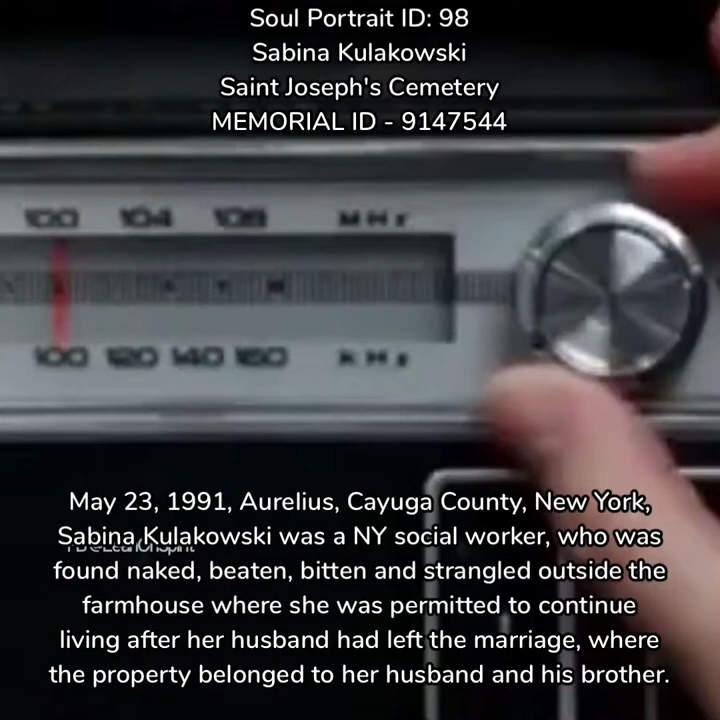 Soul Portrait ID: 98
Sabina Kulakowski
Saint Joseph's Cemetery
MEMORIAL ID - 9147544
100 104 108 MHz
100 120 140 160 kHz
May 23, 1991, Aurelius, Cayuga County, New York,
Sabina Kulakowski was a NY social worker, who was
found naked, beaten, bitten and strangled outside the
farmhouse where she was permitted to continue
living after her husband had left the marriage, where
the property belonged to her husband and his brother.